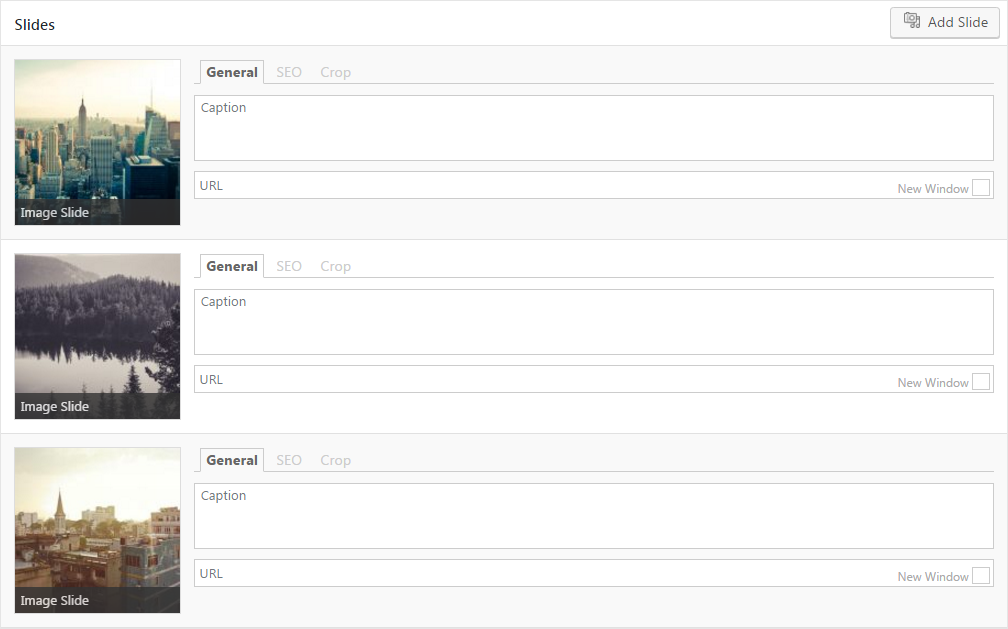 Slides
Add Slide
General SEO Crop
Caption
URL
New Window
Image Slide
General SEO Crop
Caption
URL
New Window
Image Slide
General SEO Crop
Caption
URL
New Window
Image Slide